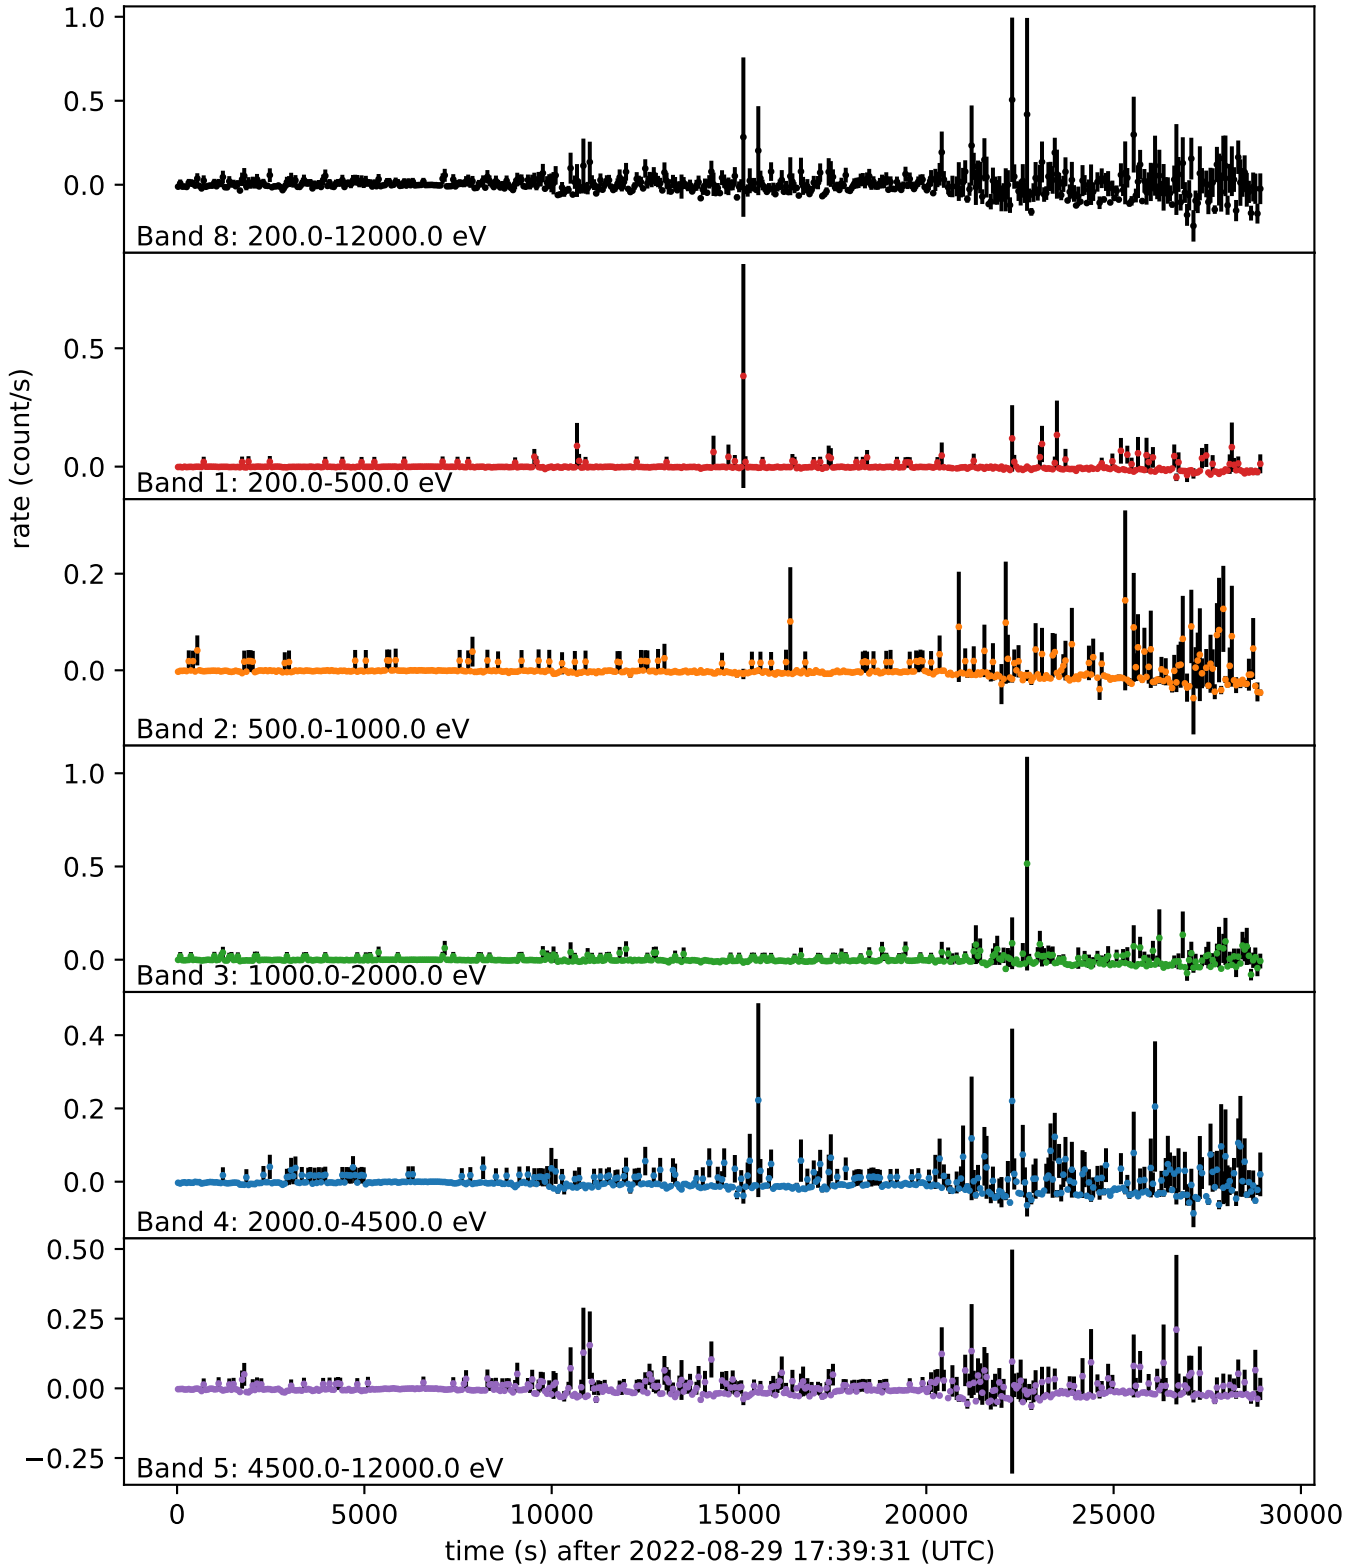 1.0
0.5
0.0
Band 8: 200.0-12000.0 eV
0.5
0.0
Band 1: 200.0-500.0 eV
rate (count/s)
0.2
0.0
Band 2: 500.0-1000.0 eV
1.0
0.5
0.0
Band 3: 1000.0-2000.0 eV
0.4
0.2
0.0
Band 4: 2000.0-4500.0 eV
0.50
0.25
0.00
−0.25
Band 5: 4500.0-12000.0 eV
0 5000 10000 15000 20000 25000 30000
time (s) after 2022-08-29 17:39:31 (UTC)